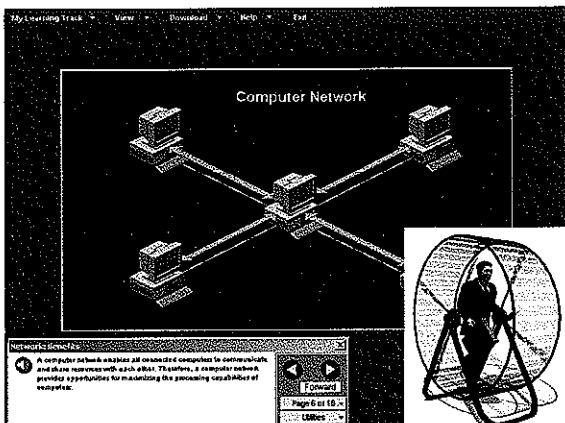 My Learning Track View Download Help Exit
Computer Network
Networks Benefits
A computer network enables all connected computers to communicate
and share resources with each other. Therefore, a computer network
provides opportunities for maximizing the processing capabilities of
computers.
Forward
Page 6 of 18
Utilities